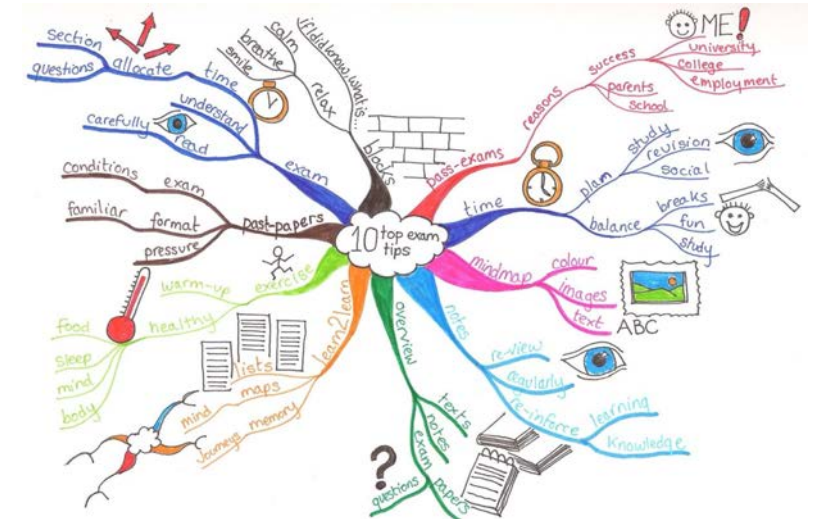 10 top exam
tips
pass-exams
reasons
success
ME!
university
college
employment
parents
school
time
plan
study
revision
social
balance
breaks
fun
study
mindmap
colour
images
text
ABC
notes
re-view
regularly
re-inforce
learning
knowledge
overview
texts
notes
exam
papers
questions
?
learn2learn
lists
maps
mind
memory
Journeys
exercise
warm-up
healthy
food
sleep
mind
body
past-papers
exam
conditions
format
familiar
pressure
exam
time
allocate
section
questions
understand
read
carefully
blocks
relax
calm
breathe
smile